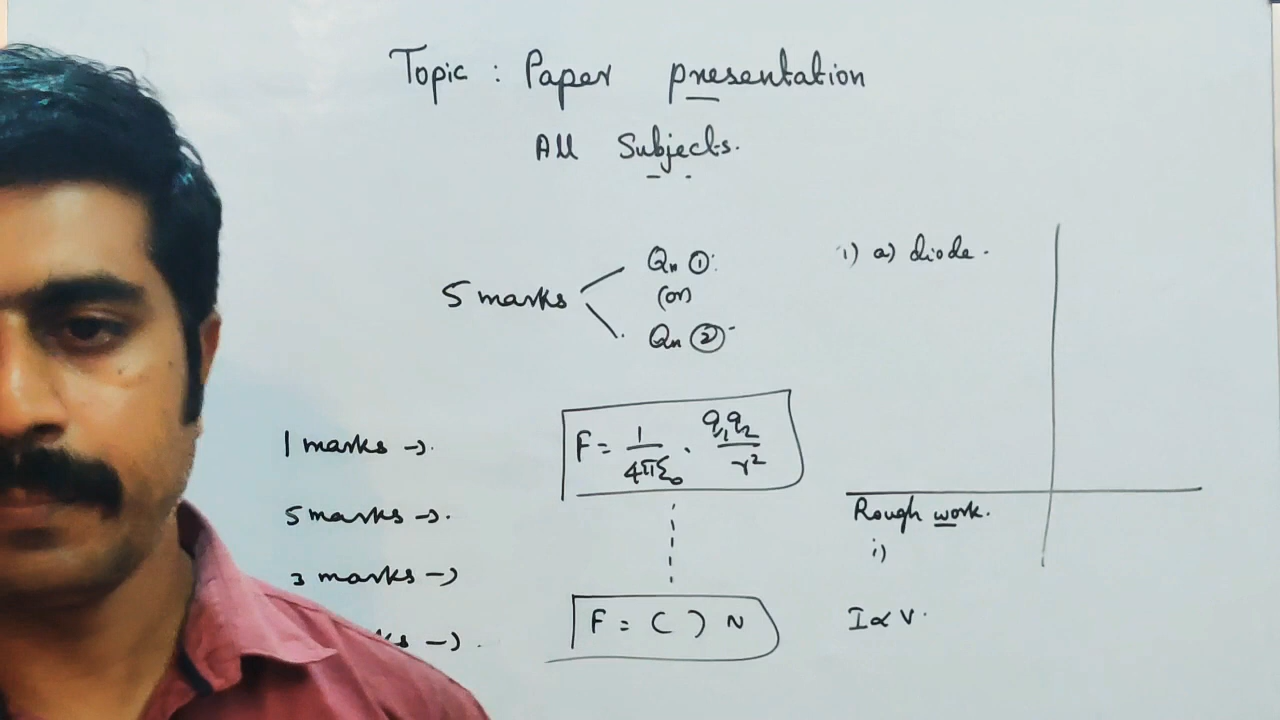 Topic : Paper presentation
All Subjects.
5 marks
Qn ①
(or)
Qn ②
1) a) diode.
1 marks →.
5 marks →.
3 marks →
→.
F = 1/4πε₀ . q₁q₂/r²
F = ( ) N
Rough work.
i)
I ∝ V.